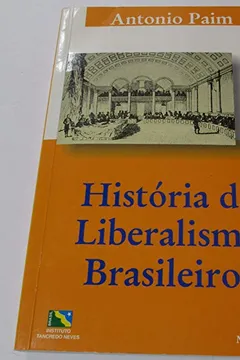 Antonio Paim
História d
Liberalism
Brasileiro
INSTITUTO
TANCREDO NEVES